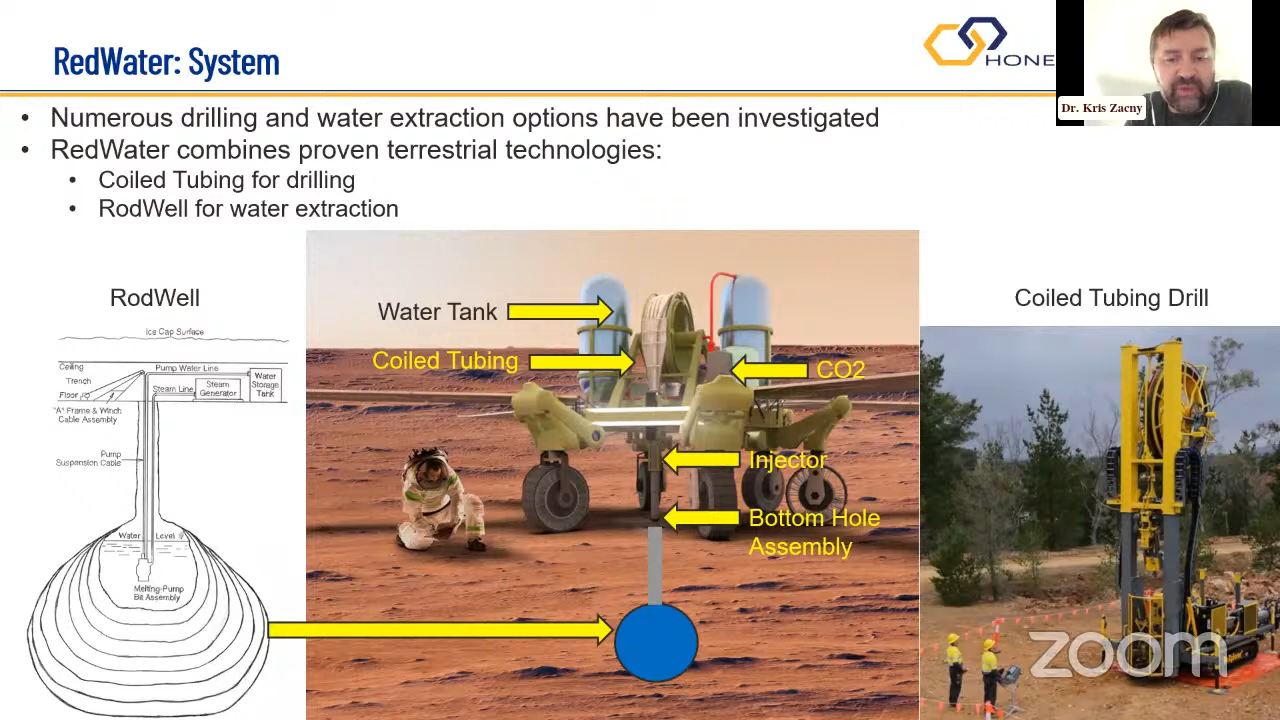 RedWater: System
HONE
Dr. Kris Zacny
• Numerous drilling and water extraction options have been investigated
• RedWater combines proven terrestrial technologies:
• Coiled Tubing for drilling
• RodWell for water extraction
RodWell
Ice Cap Surface
Ceiling
Trench
Floor
Pump Water Line
Steam Line
Steam
Generator
Water
Storage
Tank
"A" Frame & Winch
Cable Assembly
Pump
Suspension Cable
Water Level
Melting-Pump
Bit Assembly
Water Tank
Coiled Tubing
CO2
Injector
Bottom Hole
Assembly
Coiled Tubing Drill
zoom